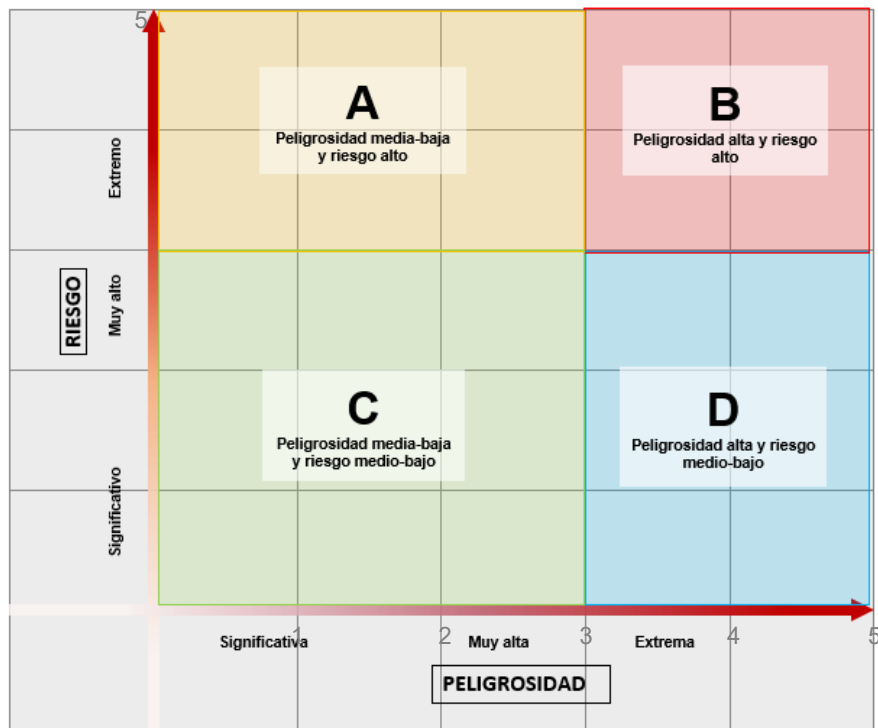 5
A
Peligrosidad media-baja
y riesgo alto
B
Peligrosidad alta y riesgo
alto
Extremo
Muy alto
RIESGO
C
Peligrosidad media-baja
y riesgo medio-bajo
D
Peligrosidad alta y riesgo
medio-bajo
Significativo
1 2 3 4 5
Significativa Muy alta Extrema
PELIGROSIDAD